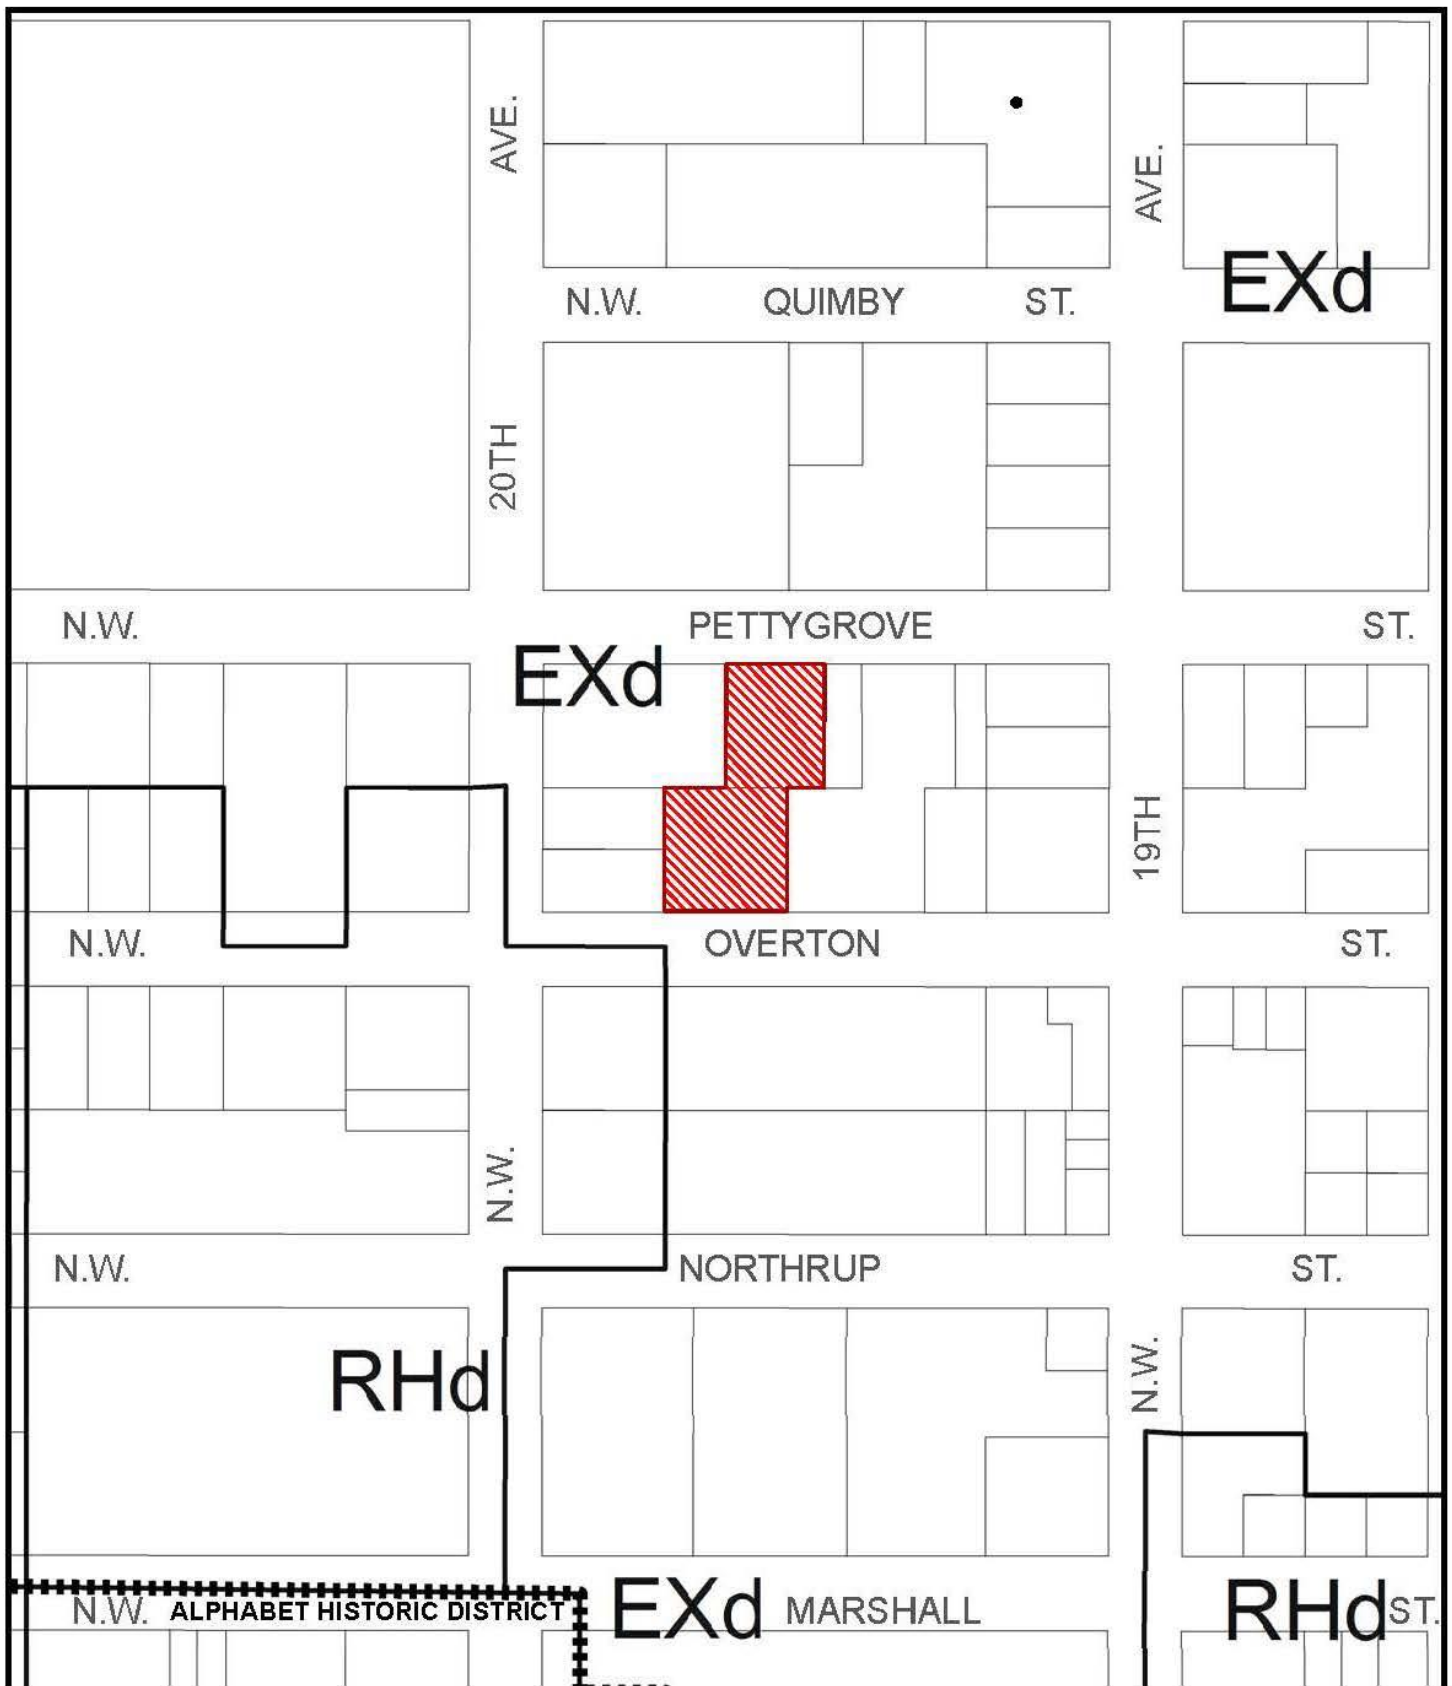 AVE.
AVE.
N.W. QUIMBY ST.
EXd
20TH
N.W. PETTYGROVE ST.
EXd
19TH
N.W. OVERTON ST.
N.W.
N.W. NORTHRUP ST.
RHd
N.W.
N.W. ALPHABET HISTORIC DISTRICT EXd MARSHALL RHd ST.